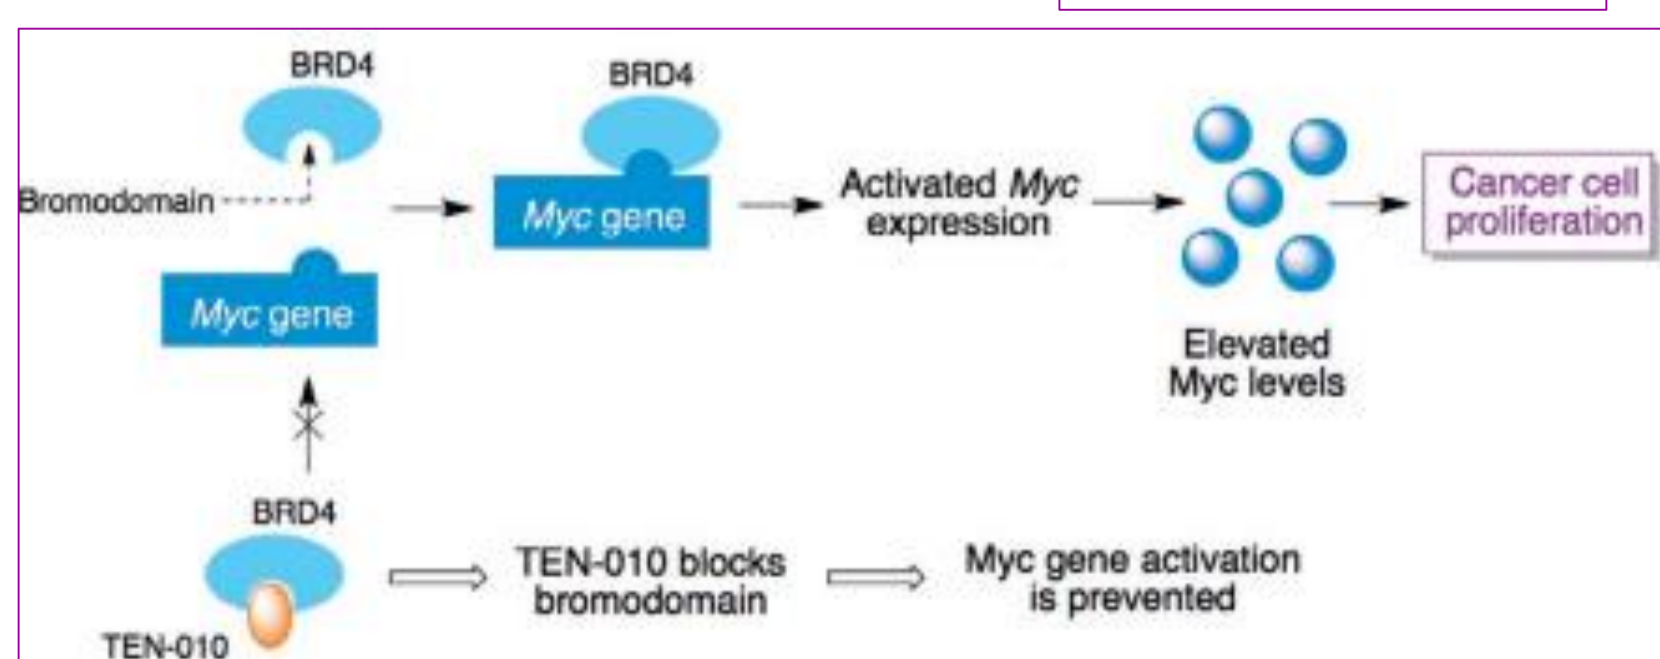 BRD4
BRD4
Bromodomain
Myc gene
Myc gene
Activated Myc
expression
Cancer cell
proliferation
Elevated
Myc levels
BRD4
TEN-010
TEN-010 blocks
bromodomain
Myc gene activation
is prevented